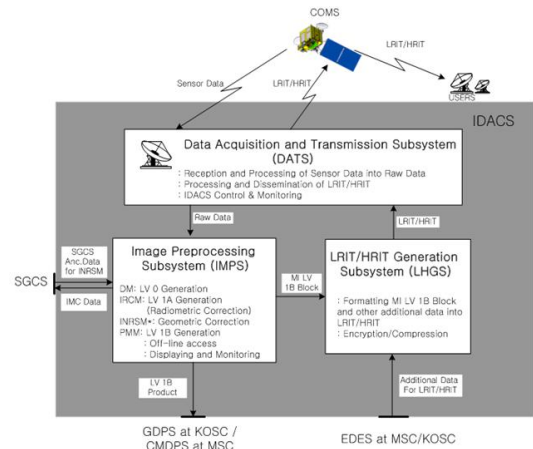 COMS
LRIT/HRIT
Sensor Data
LRIT/HRIT
USERS
IDACS
Data Acquisition and Transmission Subsystem
(DATS)
: Reception and Processing of Sensor Data into Raw Data
: Processing and Dissemination of LRIT/HRIT
: IDACS Control & Monitoring
Raw Data
LRIT/HRIT
SGCS
Anc.Data
for INRSM
SGCS
IMC Data
Image Preprocessing
Subsystem (IMPS)
DM: LV 0 Generation
IRCM: LV 1A Generation
(Radiometric Correction)
INRSM*: Geometric Correction
PMM: LV 1B Generation
: Off-line access
: Displaying and Monitoring
MI LV
1B Block
LRIT/HRIT Generation
Subsystem (LHGS)
: Formatting MI LV 1B Block
and other additional data into
LRIT/HRIT
: Encryption/Compression
LV 1B
Product
Additional Data
For LRIT/HRIT
GDPS at KOSC /
CMDPS at MSC
EDES at MSC/KOSC